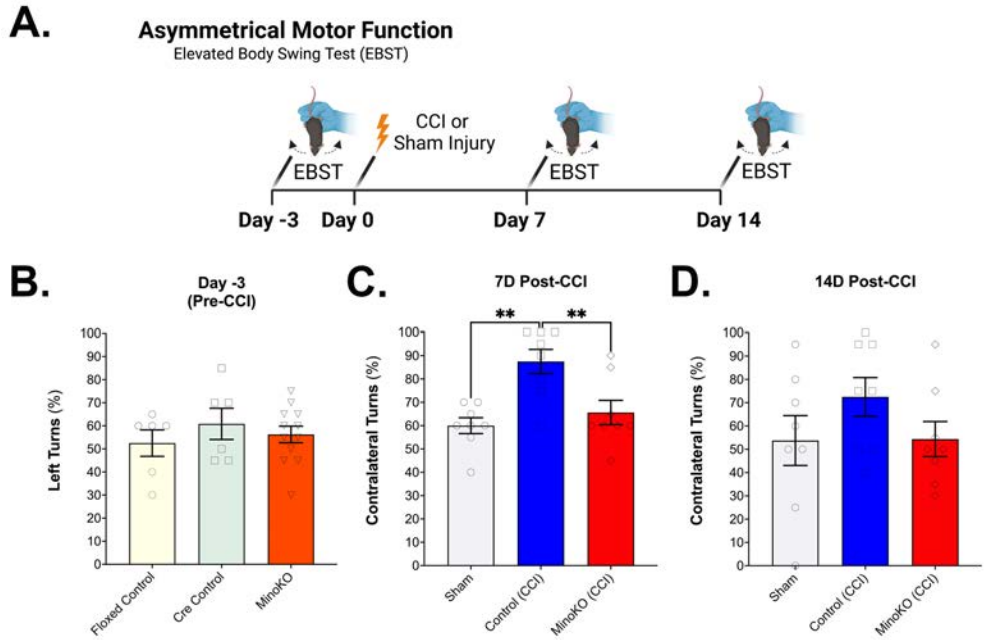 A.
Asymmetrical Motor Function
Elevated Body Swing Test (EBST)
EBST
CCI or
Sham Injury
EBST
EBST
Day -3
Day 0
Day 7
Day 14
B.
Day -3
(Pre-CCI)
Left Turns (%)
100
90
80
70
60
50
40
30
20
10
0
Floxed Control
Cre Control
MinoKO
C.
7D Post-CCI
** **
Contralateral Turns (%)
100
90
80
70
60
50
40
30
20
10
0
Sham
Control (CCI)
MinoKO (CCI)
D.
14D Post-CCI
Contralateral Turns (%)
100
90
80
70
60
50
40
30
20
10
0
Sham
Control (CCI)
MinoKO (CCI)